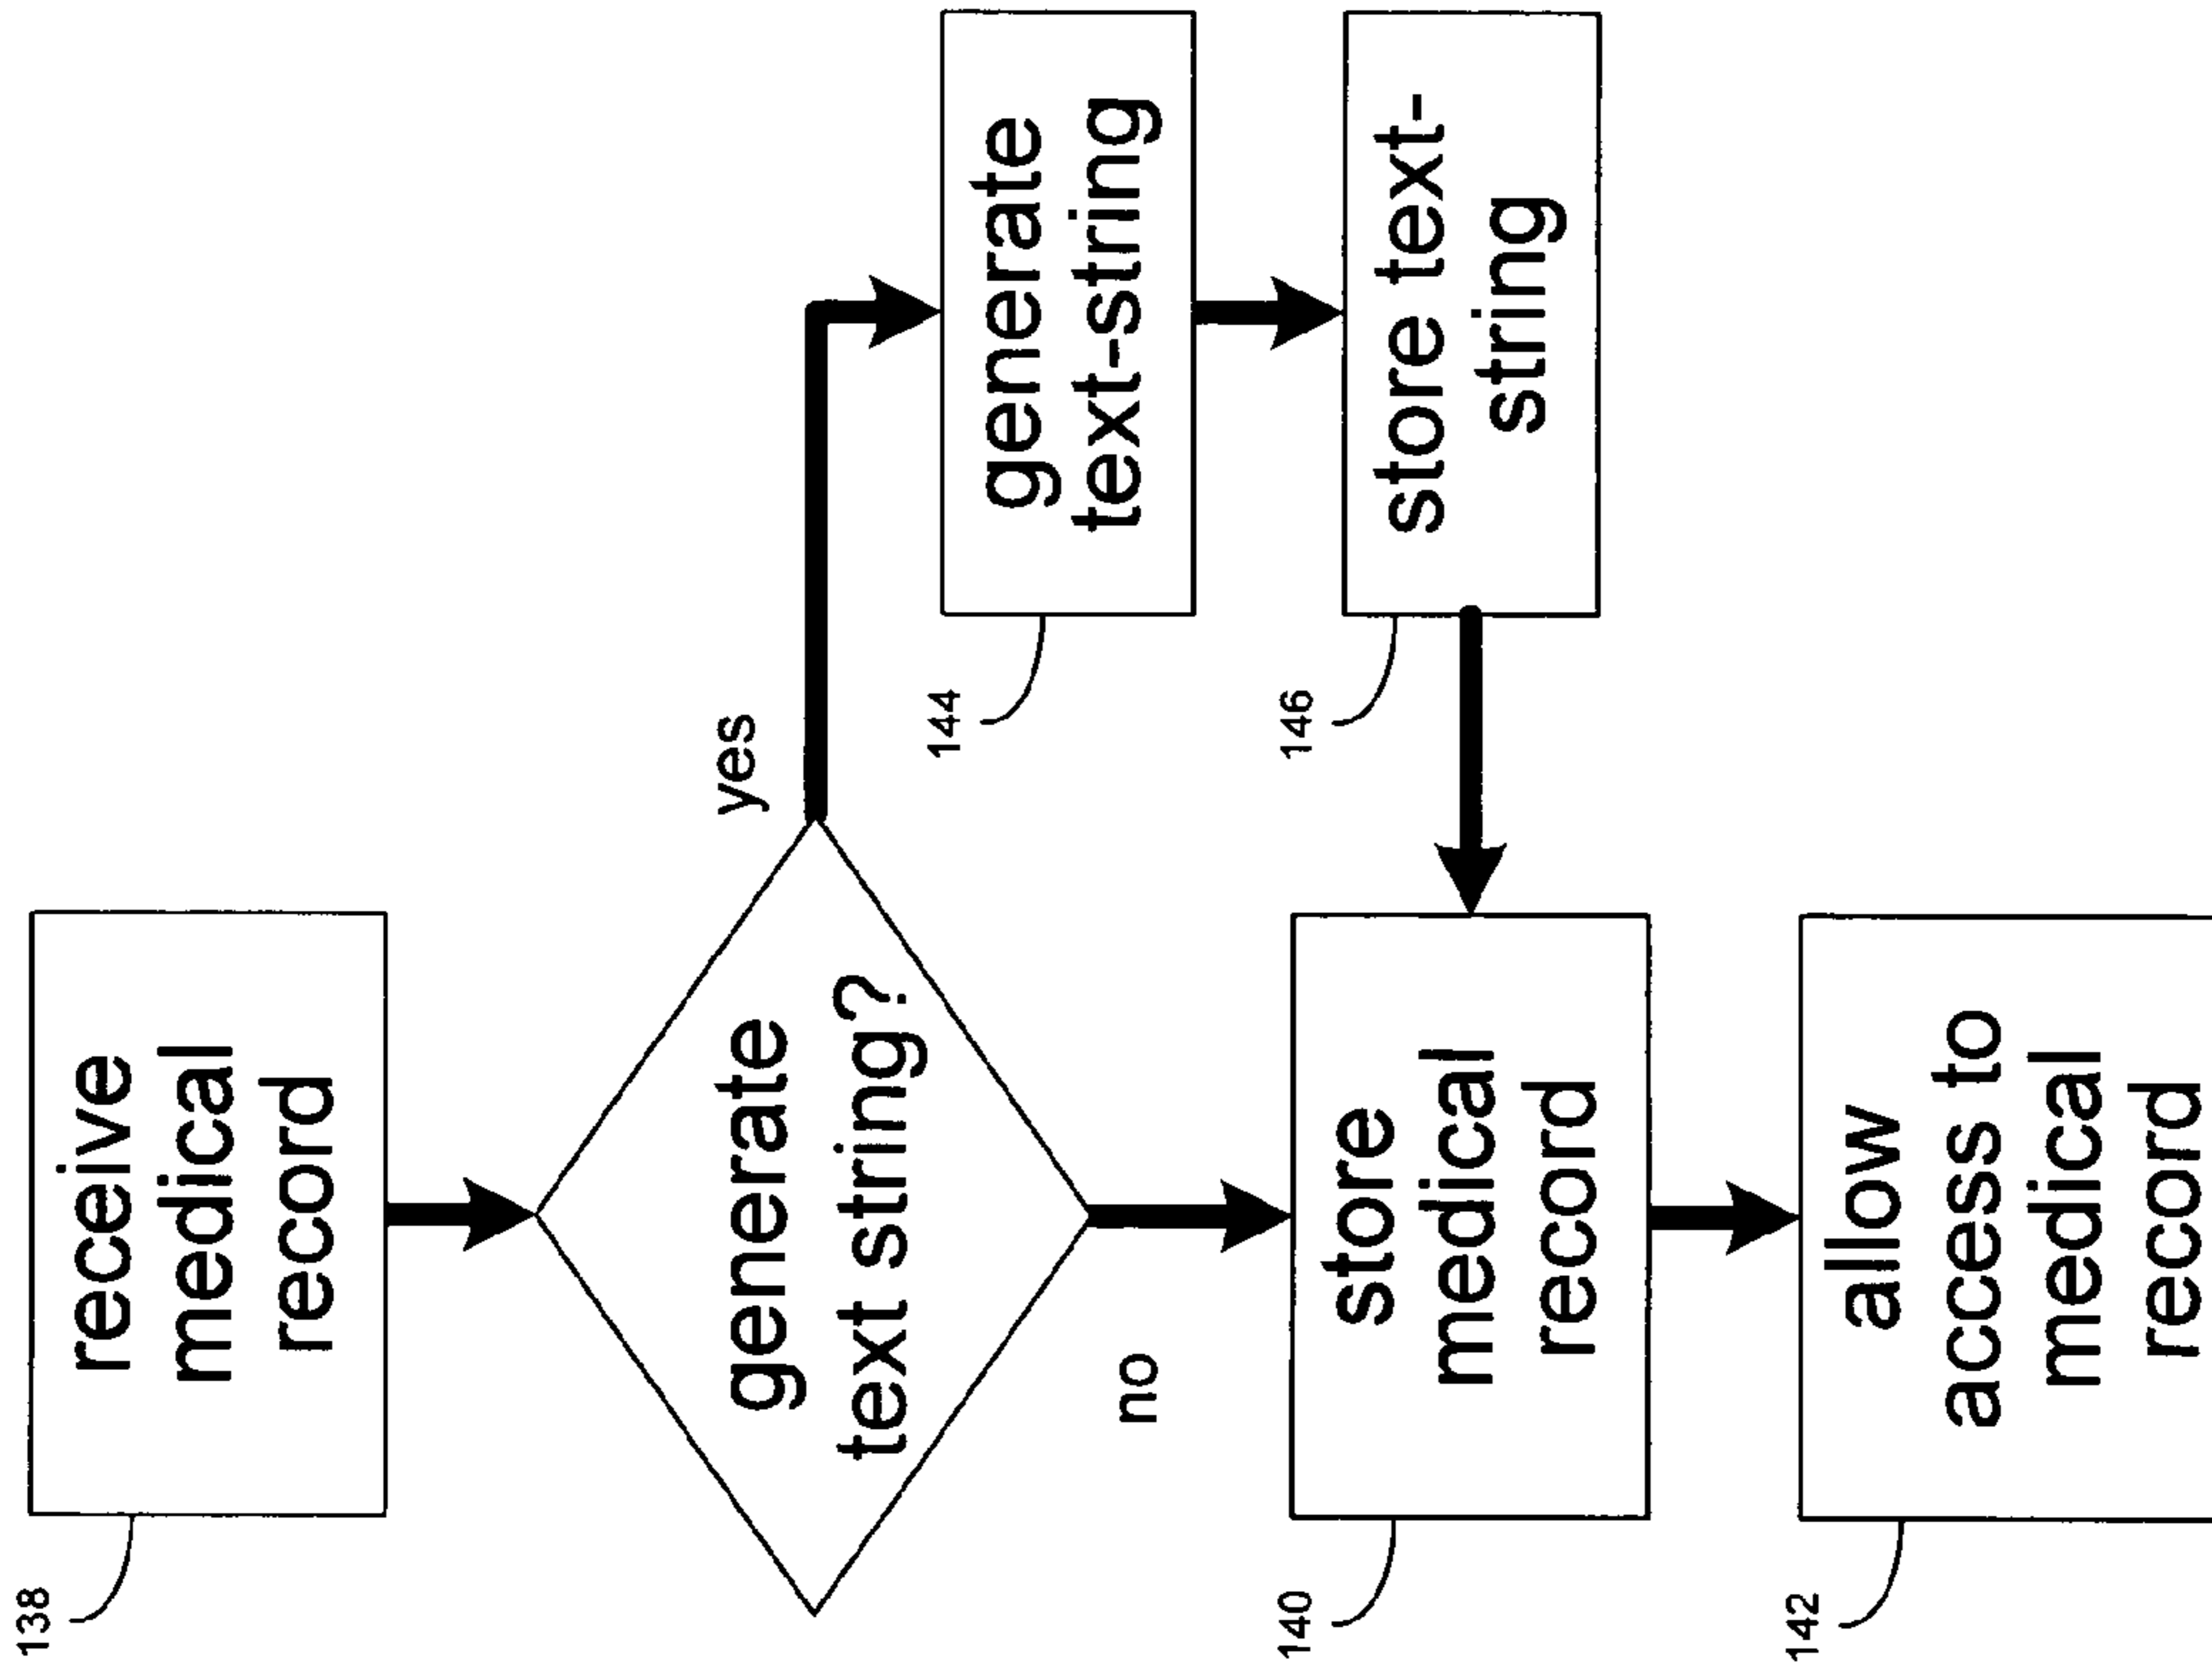 138
receive
medical
record
generate
text string?
yes
no
144
generate
text-string
146
store text-
string
140
store
medical
record
142
allow
access to
medical
record